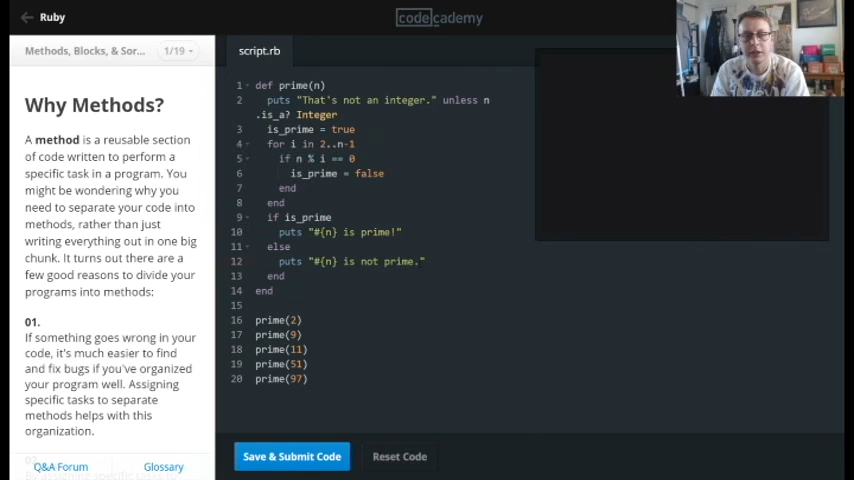 Ruby
codecademy
Methods, Blocks, & Sor...
1/19
script.rb
Why Methods?
A method is a reusable section
of code written to perform a
specific task in a program. You
might be wondering why you
need to separate your code into
methods, rather than just
writing everything out in one big
chunk. It turns out there are a
few good reasons to divide your
programs into methods:
01.
If something goes wrong in your
code, it's much easier to find
and fix bugs if you've organized
your program well. Assigning
specific tasks to separate
methods helps with this
organization.
02.
By assigning specific tasks to
Q&A Forum
Glossary
1 def prime(n)
2 puts "That's not an integer." unless n
.is_a? Integer
3 is_prime = true
4 for i in 2..n-1
5 if n % i == 0
6 is_prime = false
7 end
8 end
9 if is_prime
10 puts "#{n} is prime!"
11 else
12 puts "#{n} is not prime."
13 end
14 end
15
16 prime(2)
17 prime(9)
18 prime(11)
19 prime(51)
20 prime(97)
Save & Submit Code
Reset Code